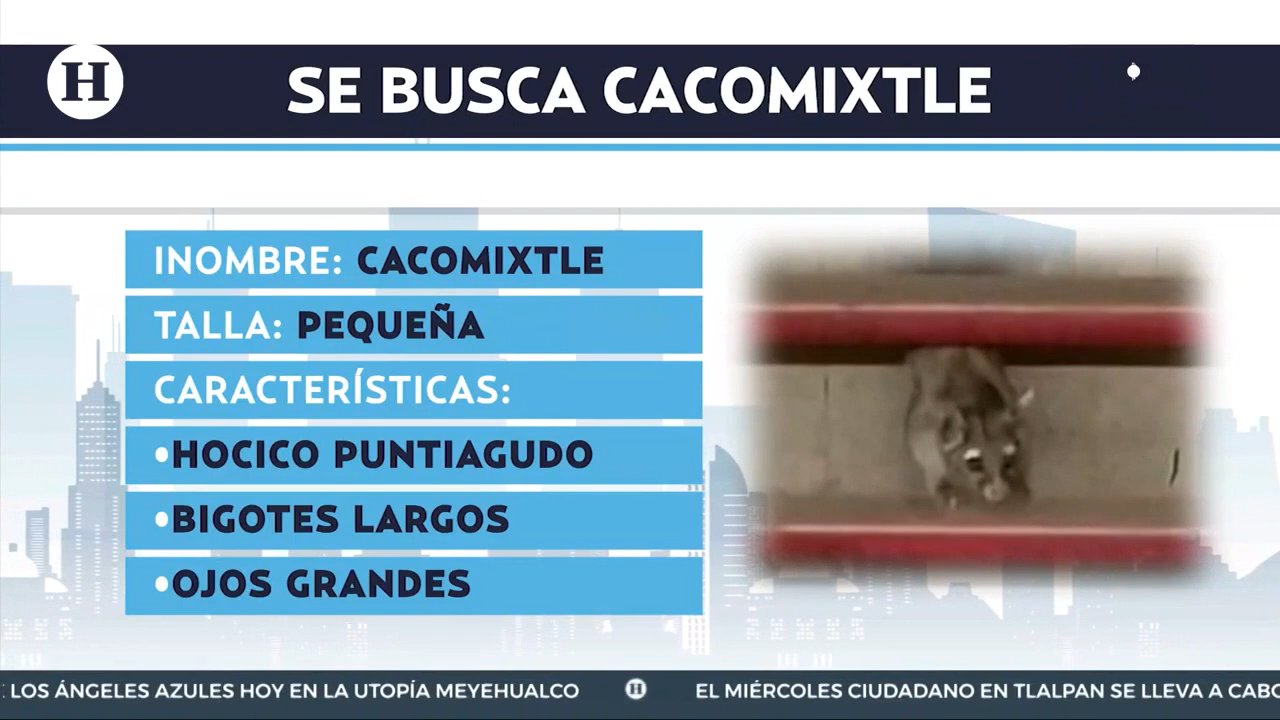 H
SE BUSCA CACOMIXTLE
INOMBRE: CACOMIXTLE
TALLA: PEQUEÑA
CARACTERÍSTICAS:
•HOCICO PUNTIAGUDO
•BIGOTES LARGOS
•OJOS GRANDES
: LOS ÁNGELES AZULES HOY EN LA UTOPÍA MEYEHUALCO H EL MIÉRCOLES CIUDADANO EN TLALPAN SE LLEVA A CABO